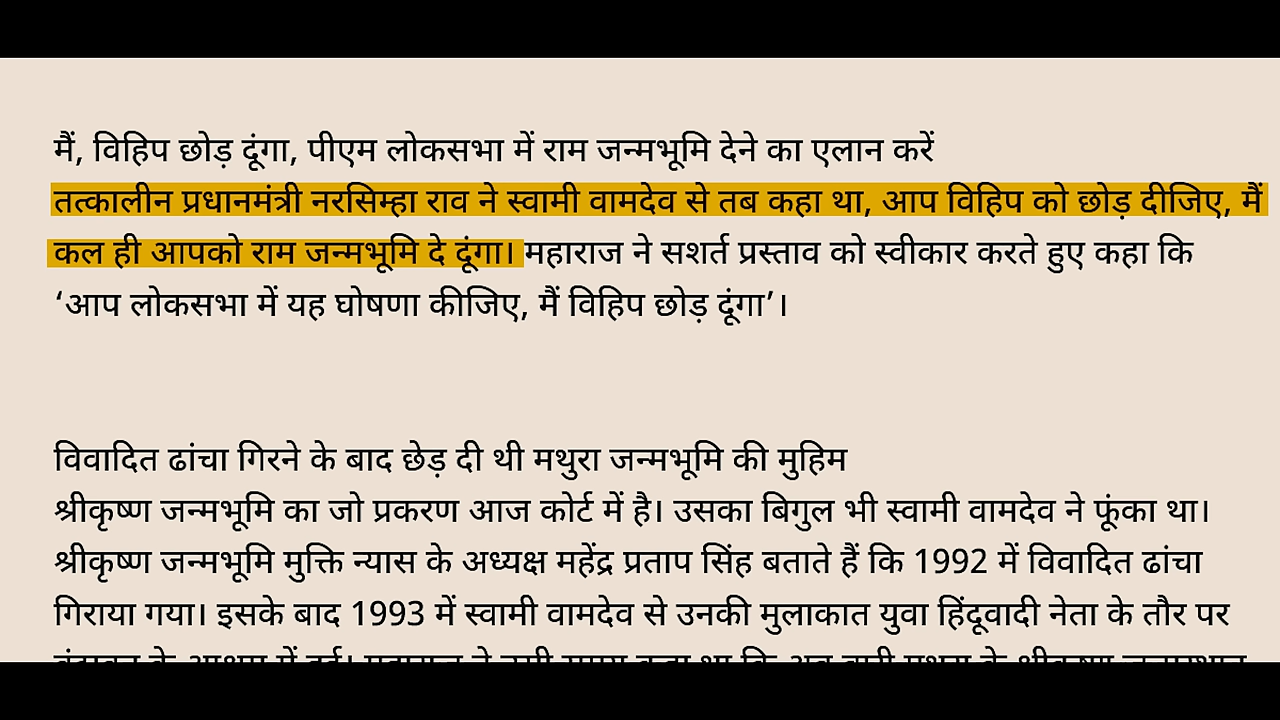 मैं, विहिप छोड़ दूंगा, पीएम लोकसभा में राम जन्मभूमि देने का एलान करें
तत्कालीन प्रधानमंत्री नरसिम्हा राव ने स्वामी वामदेव से तब कहा था, आप विहिप को छोड़ दीजिए, मैं
कल ही आपको राम जन्मभूमि दे दूंगा। महाराज ने सशर्त प्रस्ताव को स्वीकार करते हुए कहा कि
‘आप लोकसभा में यह घोषणा कीजिए, मैं विहिप छोड़ दूंगा’।
विवादित ढांचा गिरने के बाद छेड़ दी थी मथुरा जन्मभूमि की मुहिम
श्रीकृष्ण जन्मभूमि का जो प्रकरण आज कोर्ट में है। उसका बिगुल भी स्वामी वामदेव ने फूंका था।
श्रीकृष्ण जन्मभूमि मुक्ति न्यास के अध्यक्ष महेंद्र प्रताप सिंह बताते हैं कि 1992 में विवादित ढांचा
गिराया गया। इसके बाद 1993 में स्वामी वामदेव से उनकी मुलाकात युवा हिंदूवादी नेता के तौर पर